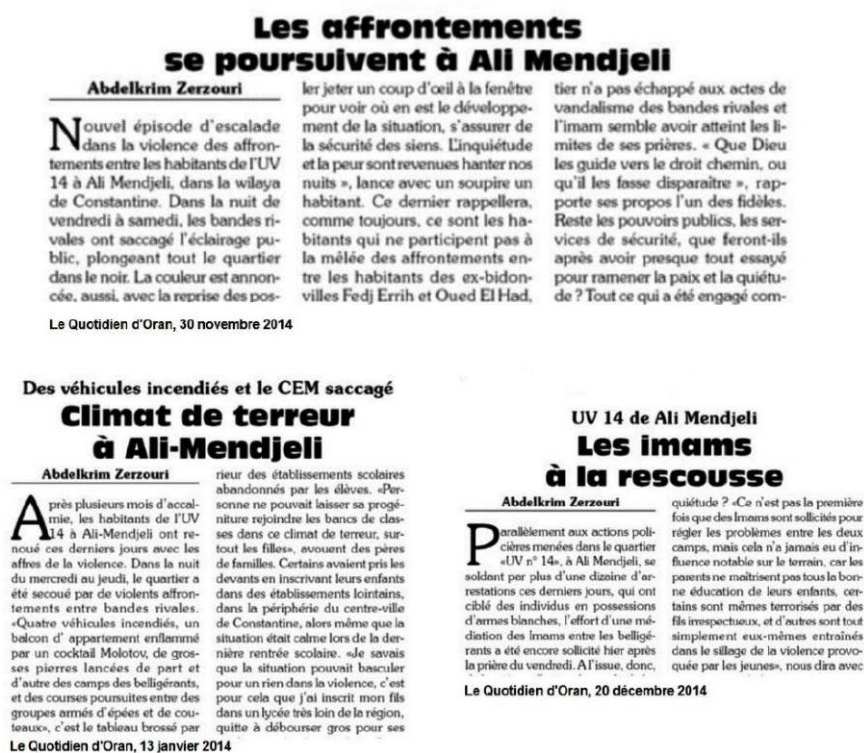 Les affrontements
se poursuivent à Ali Mendjeli
Abdelkrim Zerzouri
Nouvel épisode d'escalade
dans la violence des affron-
tements entre les habitants de l'UV
14 à Ali Mendjeli, dans la wilaya
de Constantine. Dans la nuit de
vendredi à samedi, les bandes ri-
vales ont saccagé l'éclairage pu-
blic, plongeant tout le quartier
dans le noir. La couleur est annon-
cée, aussi, avec la reprise des pos-
ler jeter un coup d'œil à la fenêtre
pour voir où en est le développe-
ment de la situation, s'assurer de
la sécurité des siens. L'inquiétude
et la peur sont revenues hanter nos
nuits », lance avec un soupire un
habitant. Ce dernier rappellera,
comme toujours, ce sont les ha-
bitants qui ne participent pas à
la mêlée des affrontements en-
tre les habitants des ex-bidon-
villes Fedj Errih et Oued El Had,
tier n'a pas échappé aux actes de
vandalisme des bandes rivales et
l'imam semble avoir atteint les li-
mites de ses prières. « Que Dieu
les guide vers le droit chemin, ou
qu'il les fasse disparaître », rap-
porte ses propos l'un des fidèles.
Reste les pouvoirs publics, les ser-
vices de sécurité, que feront-ils
après avoir presque tout essayé
pour ramener la paix et la quiétu-
de ? Tout ce qui a été engagé com-
Le Quotidien d'Oran, 30 novembre 2014
Des véhicules incendiés et le CEM saccagé
Climat de terreur
à Ali-Mendjeli
Abdelkrim Zerzouri
Après plusieurs mois d'accal-
mie, les habitants de l'UV
14 à Ali-Mendjeli ont re-
noué ces derniers jours avec les
affres de la violence. Dans la nuit
du mercredi au jeudi, le quartier a
été secoué par de violents affron-
tements entre bandes rivales.
«Quatre véhicules incendiés, un
balcon d' appartement enflammé
par un cocktail Molotov, de gros-
ses pierres lancées de part et
d'autre des camps des belligérants,
et des courses poursuites entre des
groupes armés d'épées et de cou-
teaux», c'est le tableau brossé par
rieur des établissements scolaires
abandonnés par les élèves. «Per-
sonne ne pouvait laisser sa progé-
niture rejoindre les bancs de clas-
ses dans ce climat de terreur, sur-
tout les filles», avouent des pères
de familles. Certains avaient pris les
devants en inscrivant leurs enfants
dans des établissements lointains,
dans la périphérie du centre-ville
de Constantine, alors même que la
situation était calme lors de la der-
nière rentrée scolaire. «Je savais
que la situation pouvait basculer
pour un rien dans la violence, c'est
pour cela que j'ai inscrit mon fils
dans un lycée très loin de la région,
quitte à débourser gros pour ses
Le Quotidien d'Oran, 13 janvier 2014
UV 14 de Ali Mendjeli
Les imams
à la rescousse
Abdelkrim Zerzouri
Parallèlement aux actions poli-
cières menées dans le quartier
«UV n° 14», à Ali Mendjeli, se
soldant par plus d'une dizaine d'ar-
restations ces derniers jours, qui ont
ciblé des individus en possessions
d'armes blanches, l'effort d'une mé-
diation des Imams entre les belligé-
rants a été encore sollicité hier après
la prière du vendredi. A l'issue, donc,
quiétude ? «Ce n'est pas la première
fois que des Imams sont sollicités pour
régler les problèmes entre les deux
camps, mais cela n'a jamais eu d'in-
fluence notable sur le terrain, car les
parents ne maîtrisent pas tous la bon-
ne éducation de leurs enfants, cer-
tains sont mêmes terrorisés par des
fils irrespectueux, et d'autres sont tout
simplement eux-mêmes entraînés
dans le sillage de la violence provo-
quée par les jeunes», nous dira avec
Le Quotidien d'Oran, 20 décembre 2014